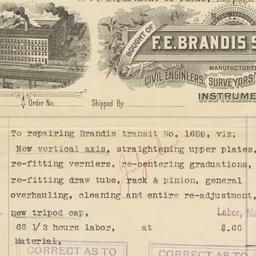 BOUGHT OF
F.E. BRANDIS S
MANUFACTURER
CIVIL ENGINEERS, SURVEYORS
INSTRUME
Order No. Shipped By
To repairing Brandis transit No. 1659, viz;
New vertical axis, straightening upper plates,
re-fitting verniers, re-centering graduations,
re-fitting draw tube, rack & pinion, general
overhauling, cleaning and entire re-adjustment,
new tripod cap, Labor,
68 1/3 hours labor, at $.60
Material,
CORRECT AS TO CORRECT AS TO